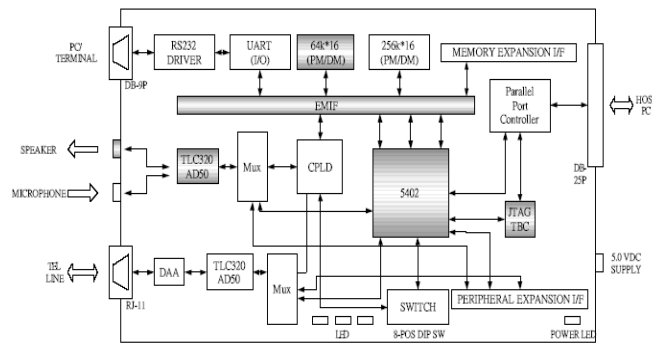 PC/
TERMINAL
DB-9P
RS232
DRIVER
UART
(I/O)
64k*16
(PM/DM)
256k*16
(PM/DM)
MEMORY EXPANSION I/F
EMIF
Parallel
Port
Controller
HOS
PC
DB-
25P
SPEAKER
MICROPHONE
TLC320
AD50
Mux
CPLD
5402
JTAG
TBC
TEL
LINE
RJ-11
DAA
TLC320
AD50
Mux
SWITCH
PERIPHERAL EXPANSION I/F
5.0 VDC
SUPPLY
LED
8-POS DIP SW
POWER LED